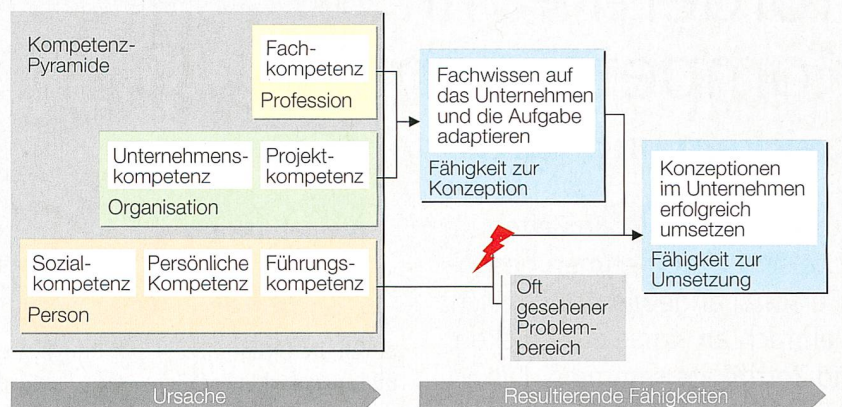 Kompetenz-
Pyramide
Fach-
kompetenz
Profession
Unternehmens-
kompetenz
Projekt-
kompetenz
Organisation
Sozial-
kompetenz
Persönliche
Kompetenz
Führungs-
kompetenz
Person
Fachwissen auf
das Unternehmen
und die Aufgabe
adaptieren
Fähigkeit zur
Konzeption
Konzeptionen
im Unternehmen
erfolgreich
umsetzen
Fähigkeit zur
Umsetzung
Oft
gesehener
Problem-
bereich
Ursache
Resultierende Fähigkeiten